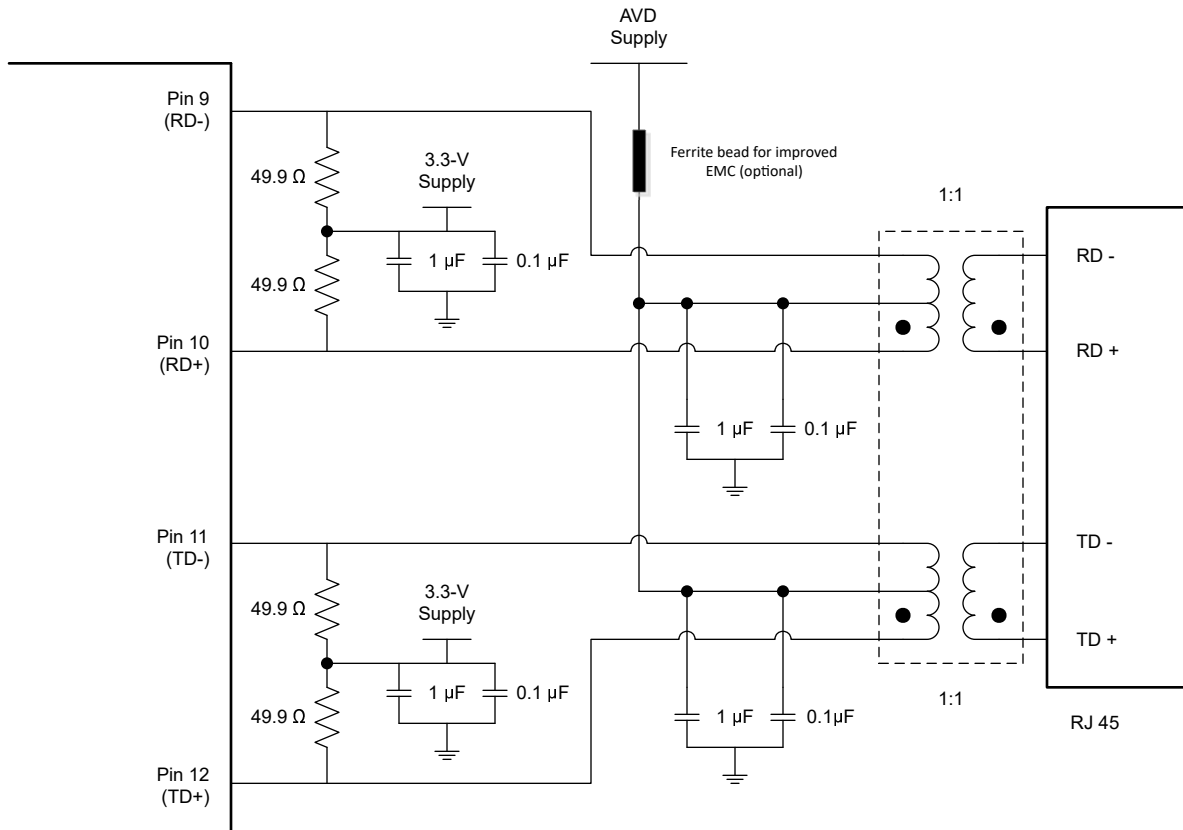 AVD
Supply
Pin 9
(RD-)
49.9 Ω
3.3-V
Supply
Ferrite bead for improved
EMC (optional)
1:1
1 µF
0.1 µF
49.9 Ω
RD -
Pin 10
(RD+)
RD +
1 µF
0.1 µF
Pin 11
(TD-)
TD -
49.9 Ω
3.3-V
Supply
TD +
1 µF
0.1 µF
49.9 Ω
1 µF
0.1µF
1:1
RJ 45
Pin 12
(TD+)